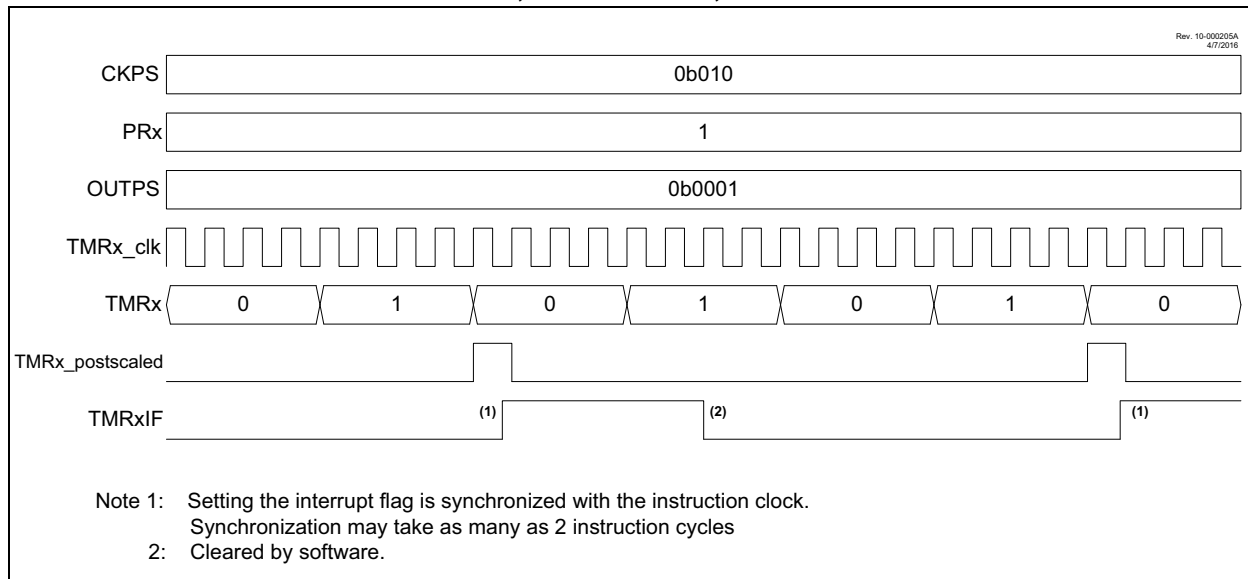 Rev. 10-000205A
4/7/2016
CKPS 0b010
PRx 1
OUTPS 0b0001
TMRx_clk
TMRx 0 1 0 1 0 1 0
TMRx_postscaled
TMRxIF (1) (2) (1)
Note 1: Setting the interrupt flag is synchronized with the instruction clock.
Synchronization may take as many as 2 instruction cycles
2: Cleared by software.